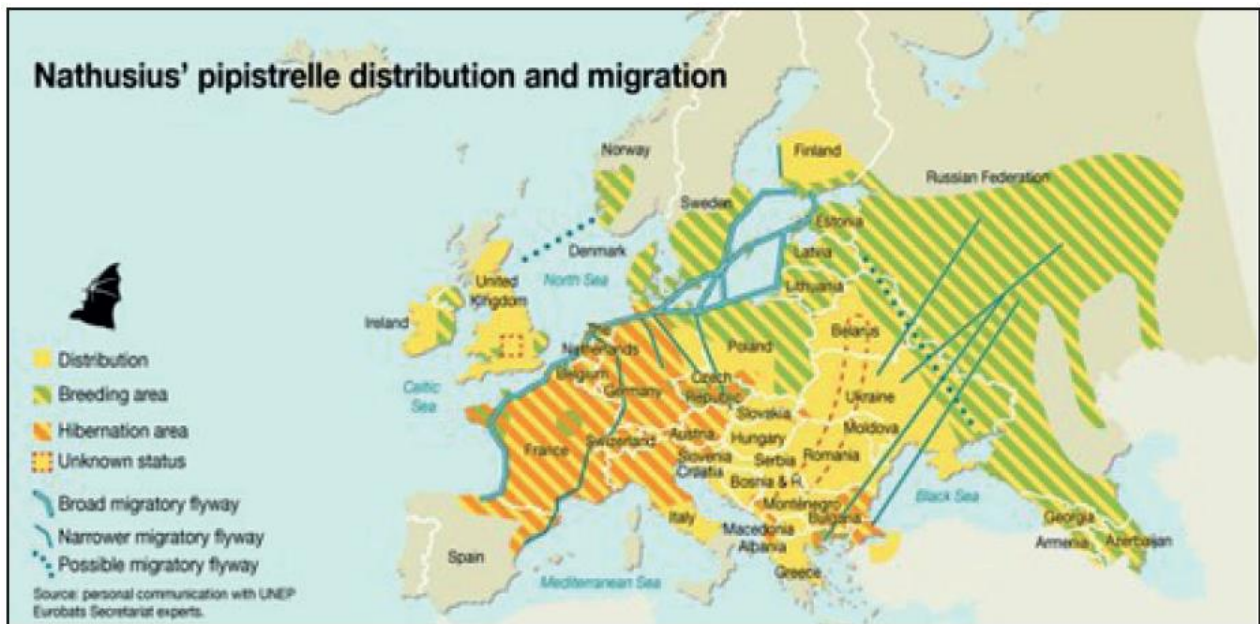 Nathusius' pipistrelle distribution and migration
Norway
Finland
Russian Federation
Sweden
Estonia
Denmark
Latvia
North Sea
United
Kingdom
Lithuania
Ireland
Belarus
The
Netherlands
Poland
Distribution
Belgium
Germany
Czech
Republic
Celtic
Sea
Breeding area
Ukraine
Slovakia
Hibernation area
Moldova
Austria
Switzerland
Hungary
France
Slovenia
Serbia
Romania
Unknown status
Croatia
Bosnia & H.
Broad migratory flyway
Black Sea
Montenegro
Bulgaria
Italy
Georgia
Narrower migratory flyway
Macedonia
Armenia
Azerbaijan
Albania
Spain
Possible migratory flyway
Greece
Mediterranean Sea
Source: personal communication with UNEP
Eurobats Secretariat experts.